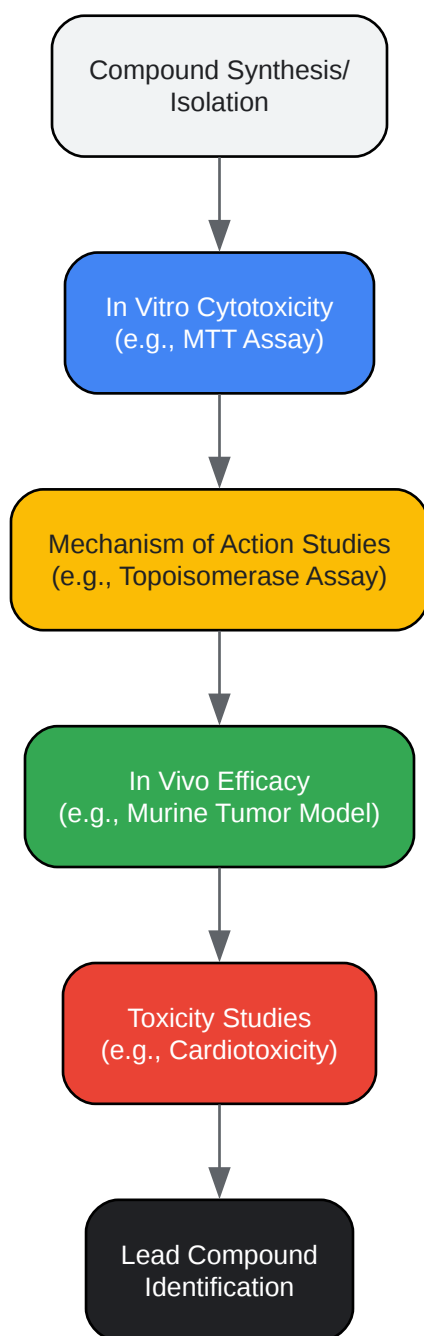 Compound Synthesis/
Isolation
In Vitro Cytotoxicity
(e.g., MTT Assay)
Mechanism of Action Studies
(e.g., Topoisomerase Assay)
In Vivo Efficacy
(e.g., Murine Tumor Model)
Toxicity Studies
(e.g., Cardiotoxicity)
Lead Compound
Identification